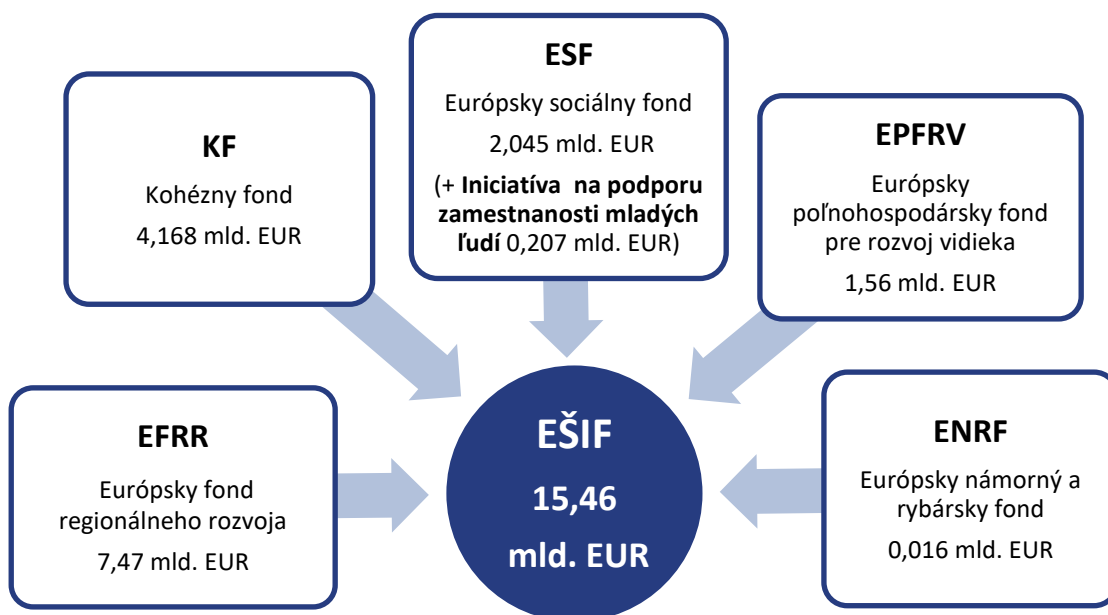 KF
Kohézny fond
4,168 mld. EUR
ESF
Európsky sociálny fond
2,045 mld. EUR
(+ Iniciatíva na podporu
zamestnanosti mladých
ľudí 0,207 mld. EUR)
EPFRV
Európsky
poľnohospodársky fond
pre rozvoj vidieka
1,56 mld. EUR
EFRR
Európsky fond
regionálneho rozvoja
7,47 mld. EUR
EŠIF
15,46
mld. EUR
ENRF
Európsky námorný a
rybársky fond
0,016 mld. EUR